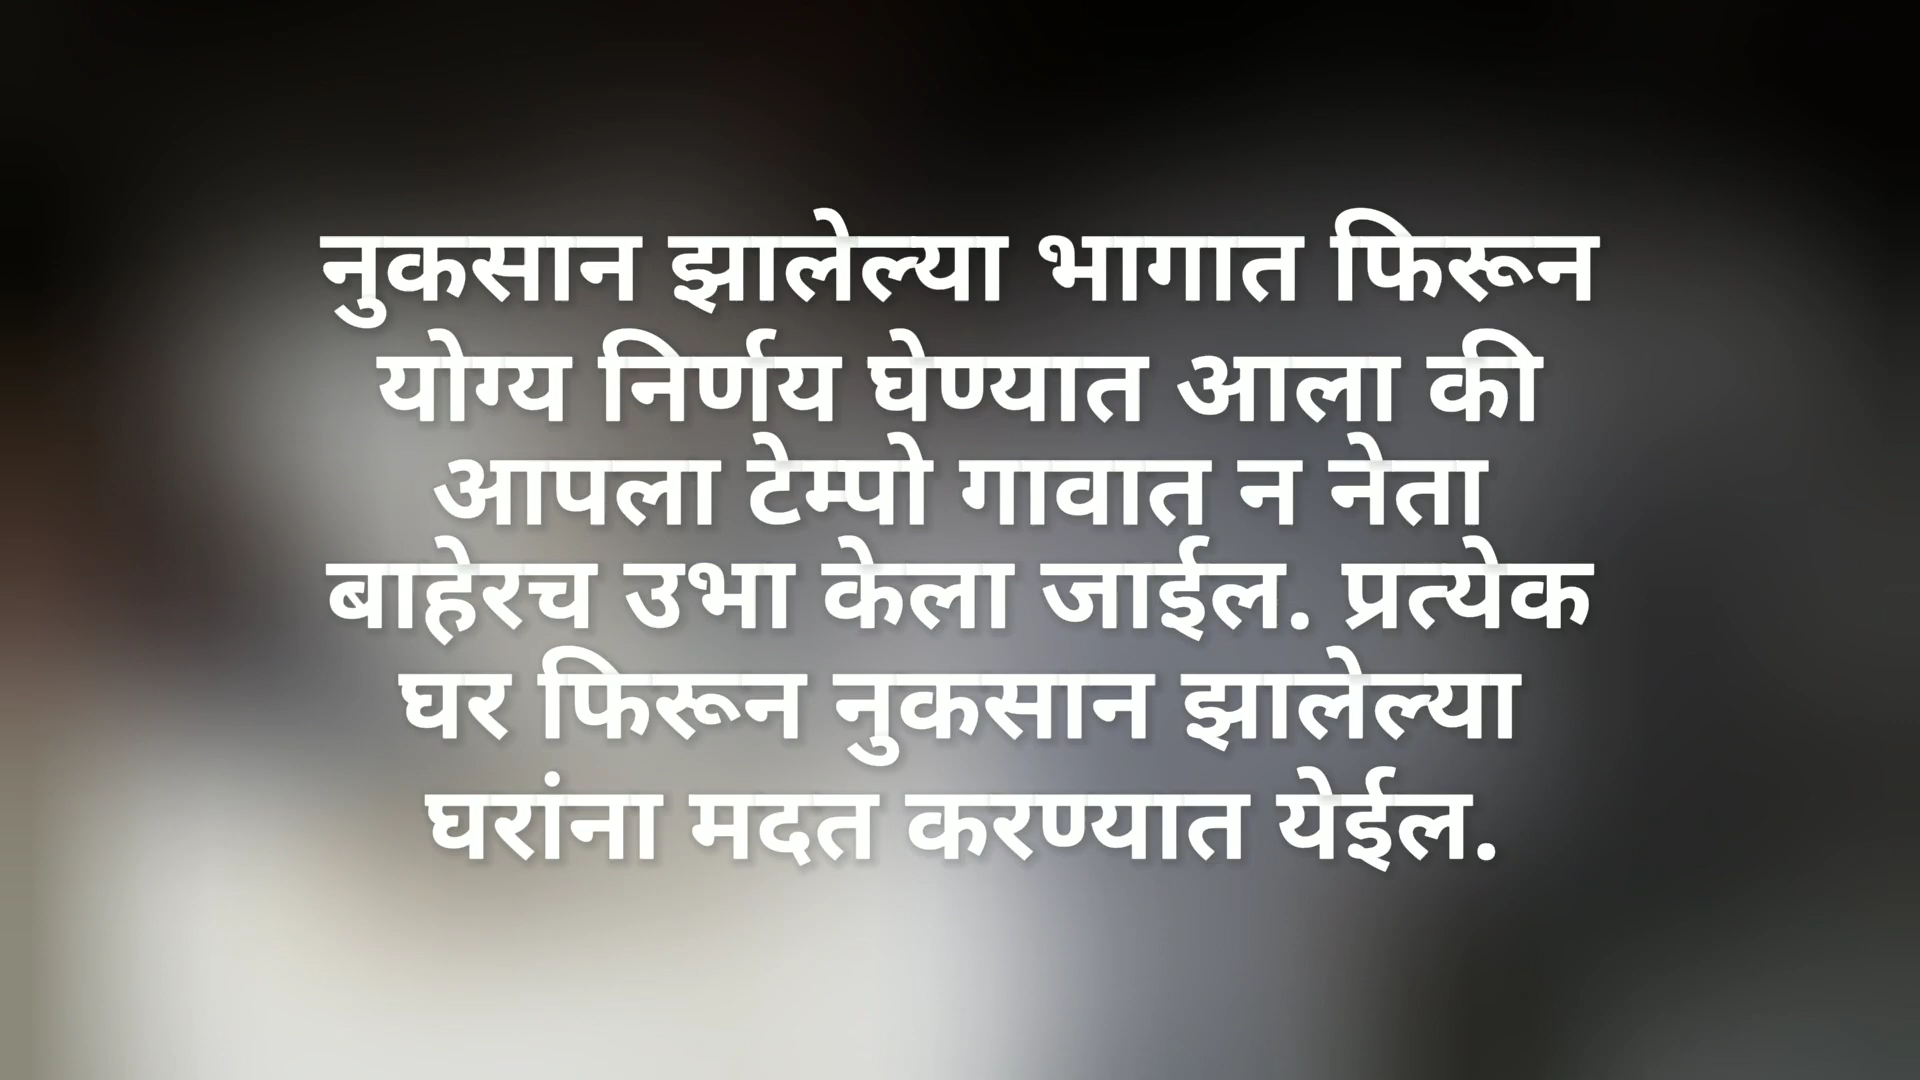 नुकसान झालेल्या भागात फिरून
योग्य निर्णय घेण्यात आला की
आपला टेम्पो गावात न नेता
बाहेरच उभा केला जाईल. प्रत्येक
घर फिरून नुकसान झालेल्या
घरांना मदत करण्यात येईल.